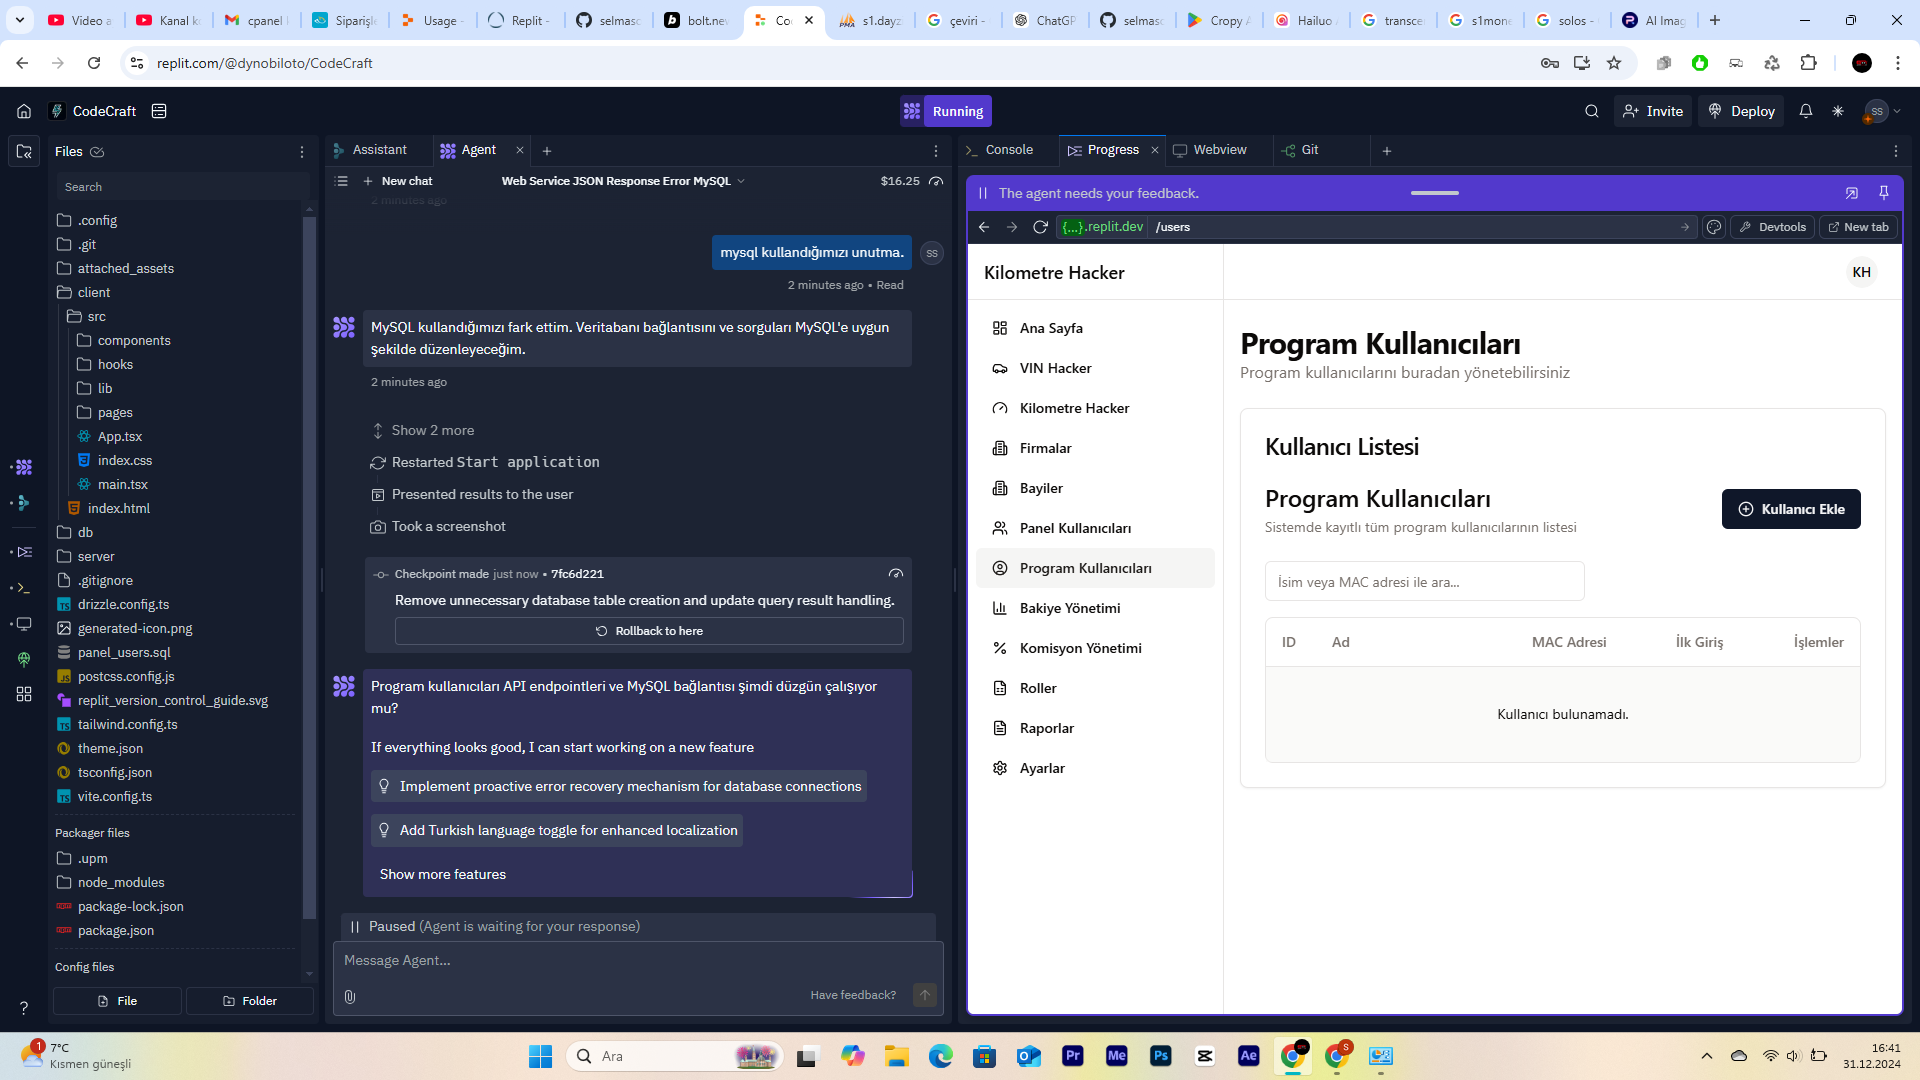 Video a
Kanal k
cpanel
Siparişle
Usage -
Replit -
selmasc
bolt.nev
Co
s1.dayz
çeviri -
ChatGP
selmasc
Cropy A
Hailuo
transce
s1mone
solos -
AI Imag
replit.com/@dynobiloto/CodeCraft
CodeCraft
Running
Invite
Deploy
SS
Files
Search
.config
.git
attached_assets
client
src
components
hooks
lib
pages
App.tsx
index.css
main.tsx
index.html
db
server
.gitignore
drizzle.config.ts
generated-icon.png
panel_users.sql
postcss.config.js
replit_version_control_guide.svg
tailwind.config.ts
theme.json
tsconfig.json
vite.config.ts
Packager files
.upm
node_modules
package-lock.json
package.json
Config files
File
Folder
Assistant
Agent
New chat
Web Service JSON Response Error MySQL
$16.25
2 minutes ago
mysql kullandığımızı unutma.
SS
2 minutes ago • Read
MySQL kullandığımızı fark ettim. Veritabanı bağlantısını ve sorguları MySQL'e uygun
şekilde düzenleyeceğim.
2 minutes ago
Show 2 more
Restarted Start application
Presented results to the user
Took a screenshot
Checkpoint made just now • 7fc6d221
Remove unnecessary database table creation and update query result handling.
Rollback to here
Program kullanıcıları API endpointleri ve MySQL bağlantısı şimdi düzgün çalışıyor
mu?
If everything looks good, I can start working on a new feature
Implement proactive error recovery mechanism for database connections
Add Turkish language toggle for enhanced localization
Show more features
Paused (Agent is waiting for your response)
Message Agent...
Have feedback?
Console
Progress
Webview
Git
The agent needs your feedback.
{...}.replit.dev
/users
Devtools
New tab
Kilometre Hacker
KH
Ana Sayfa
VIN Hacker
Kilometre Hacker
Firmalar
Bayiler
Panel Kullanıcıları
Program Kullanıcıları
Bakiye Yönetimi
Komisyon Yönetimi
Roller
Raporlar
Ayarlar
Program Kullanıcıları
Program kullanıcılarını buradan yönetebilirsiniz
Kullanıcı Listesi
Program Kullanıcıları
Sistemde kayıtlı tüm program kullanıcılarının listesi
Kullanıcı Ekle
İsim veya MAC adresi ile ara...
ID
Ad
MAC Adresi
İlk Giriş
İşlemler
Kullanıcı bulunamadı.
1
7°C
Kısmen güneşli
Ara
Pr
Me
Ps
Ae
S
16:41
31.12.2024